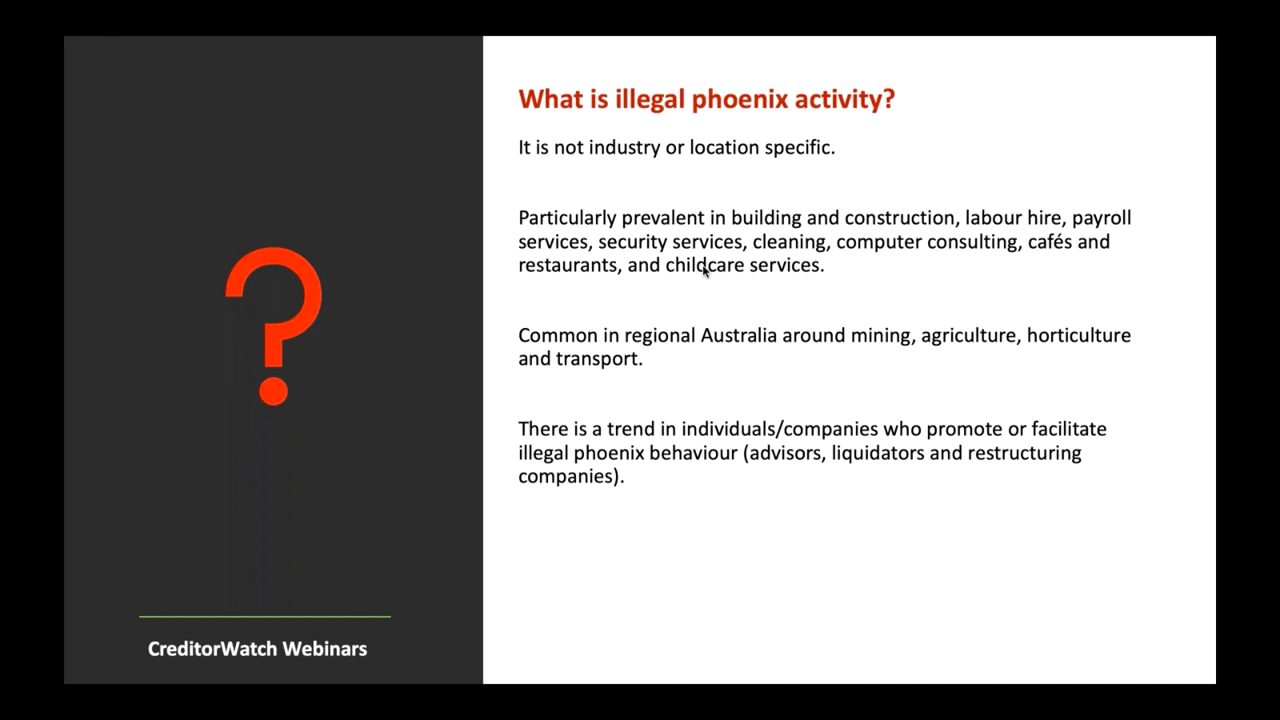 What is illegal phoenix activity?
It is not industry or location specific.
Particularly prevalent in building and construction, labour hire, payroll
services, security services, cleaning, computer consulting, cafés and
restaurants, and childcare services.
Common in regional Australia around mining, agriculture, horticulture
and transport.
There is a trend in individuals/companies who promote or facilitate
illegal phoenix behaviour (advisors, liquidators and restructuring
companies).
?
CreditorWatch Webinars